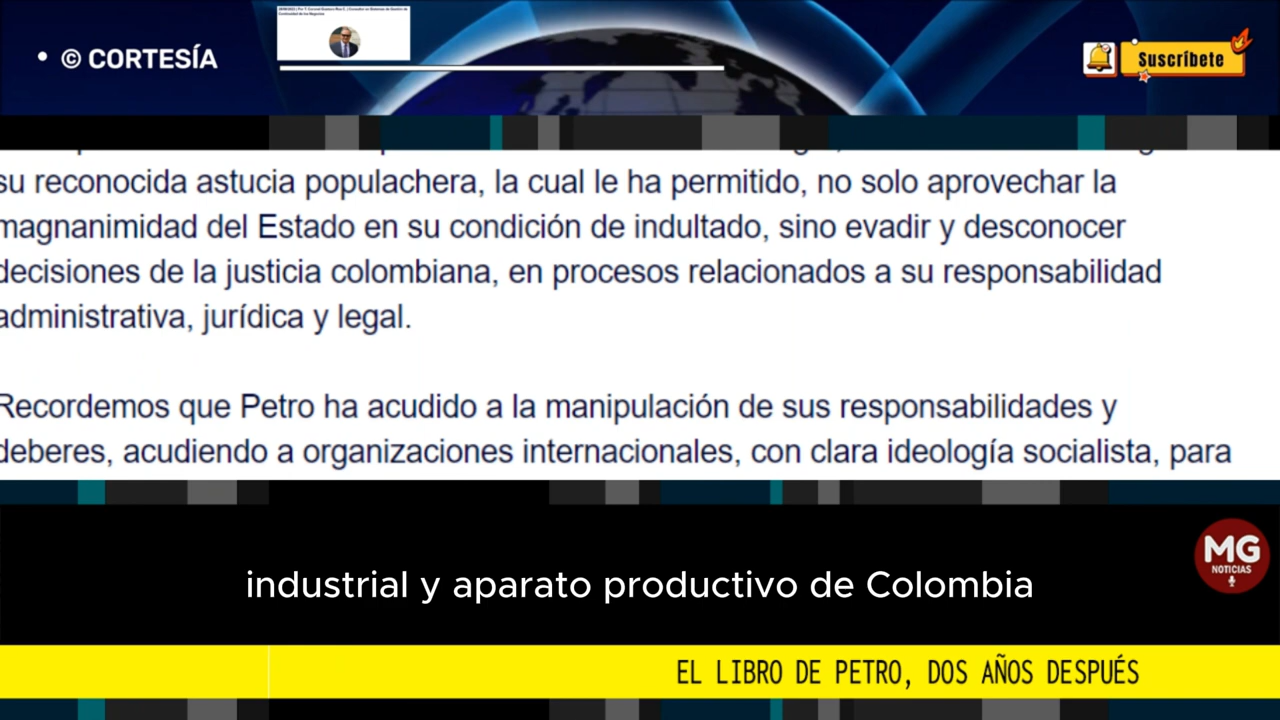 • © CORTESÍA
Suscríbete
su reconocida astucia populachera, la cual le ha permitido, no solo aprovechar la
magnanimidad del Estado en su condición de indultado, sino evadir y desconocer
decisiones de la justicia colombiana, en procesos relacionados a su responsabilidad
administrativa, jurídica y legal.
Recordemos que Petro ha acudido a la manipulación de sus responsabilidades y
deberes, acudiendo a organizaciones internacionales, con clara ideología socialista, para
MG
NOTICIAS
industrial y aparato productivo de Colombia
EL LIBRO DE PETRO, DOS AÑOS DESPUÉS